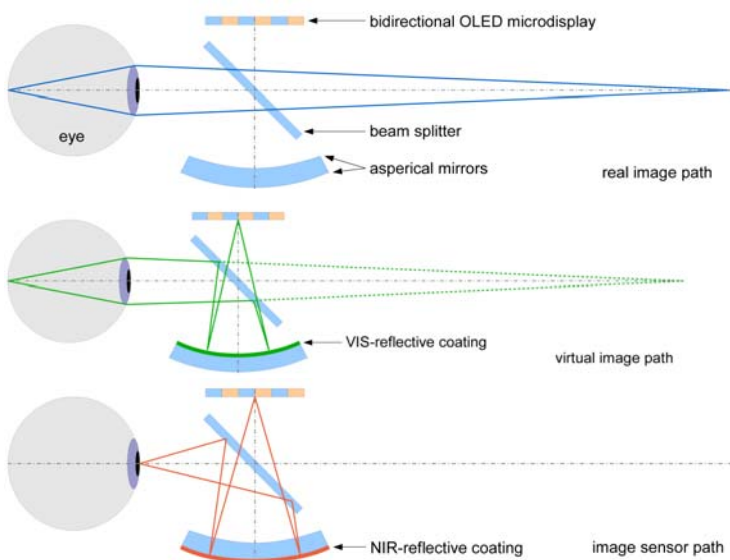 bidirectional OLED microdisplay
eye
beam splitter
asperical mirrors
real image path
VIS-reflective coating
virtual image path
NIR-reflective coating
image sensor path